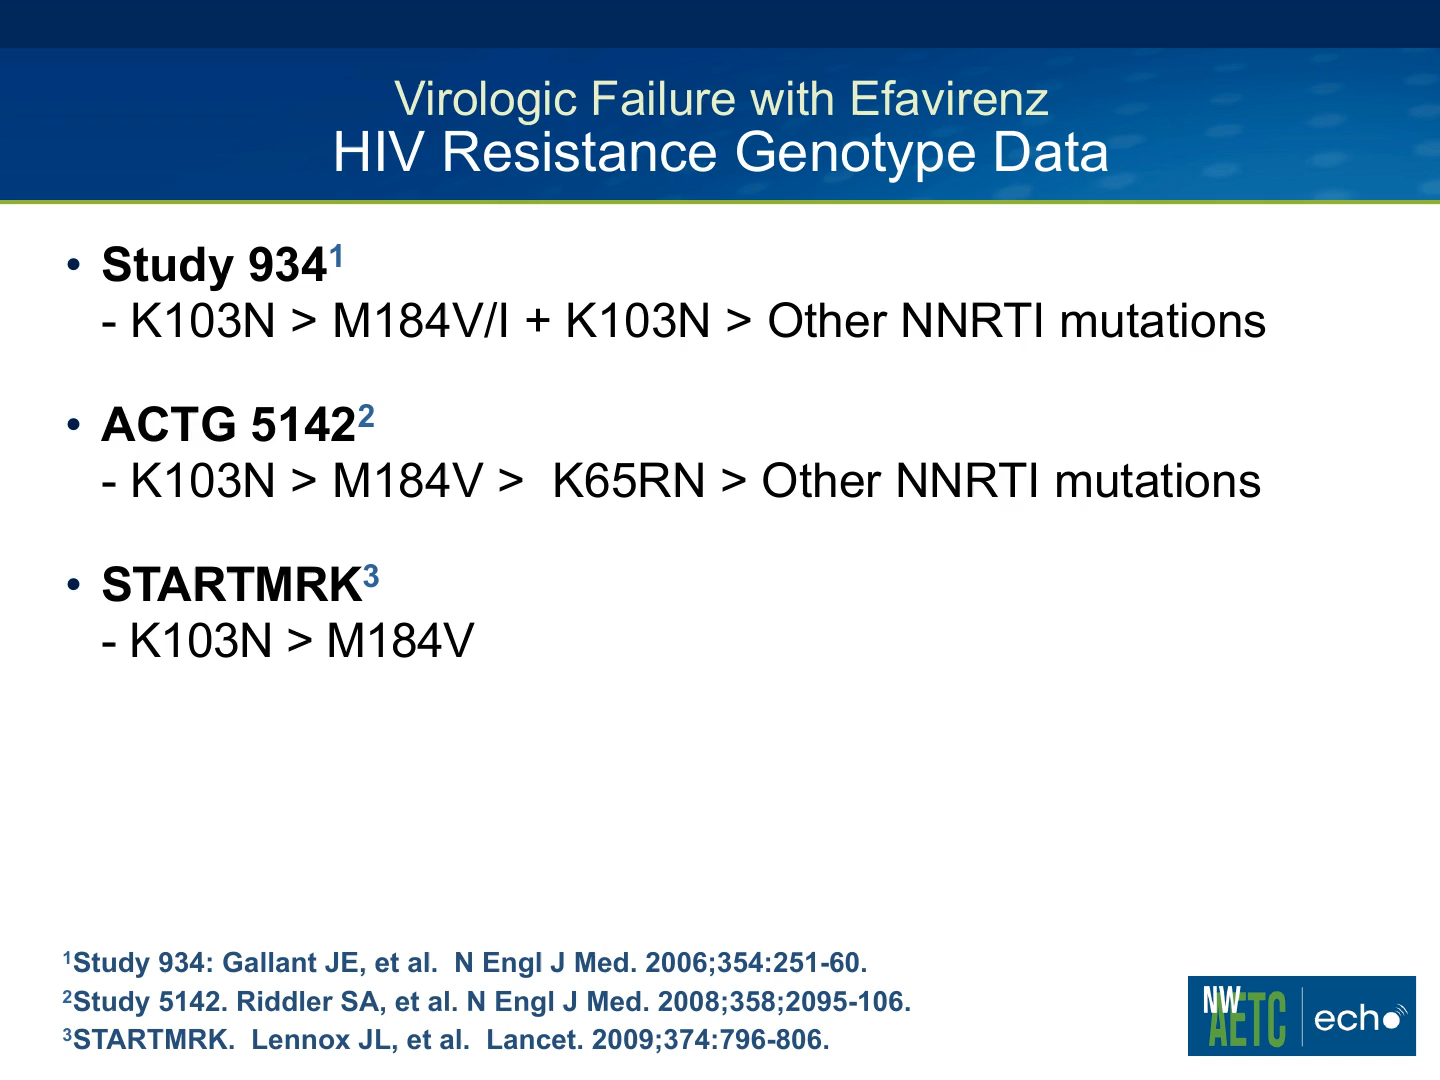 Virologic Failure with Efavirenz
HIV Resistance Genotype Data
• Study 934¹
- K103N > M184V/I + K103N > Other NNRTI mutations
• ACTG 5142²
- K103N > M184V >  K65RN > Other NNRTI mutations
• STARTMRK³
- K103N > M184V
¹Study 934: Gallant JE, et al.  N Engl J Med. 2006;354:251-60.
²Study 5142. Riddler SA, et al. N Engl J Med. 2008;358;2095-106.
³STARTMRK.  Lennox JL, et al.  Lancet. 2009;374:796-806.
NW
AETC
echo